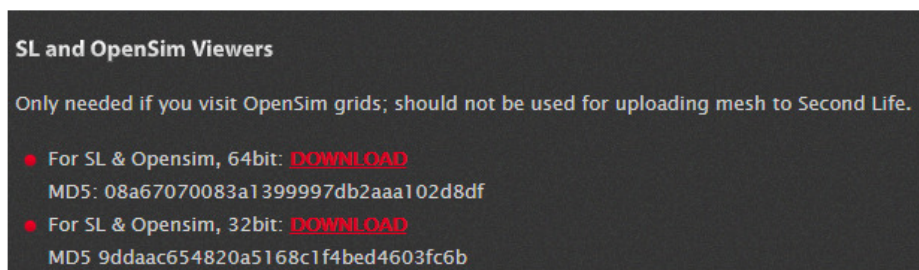 SL and OpenSim Viewers
Only needed if you visit OpenSim grids; should not be used for uploading mesh to Second Life.
For SL & Opensim, 64bit: DOWNLOAD
MD5: 08a67070083a1399997db2aaa102d8df
For SL & Opensim, 32bit: DOWNLOAD
MD5 9ddaac654820a5168c1f4bed4603fc6b